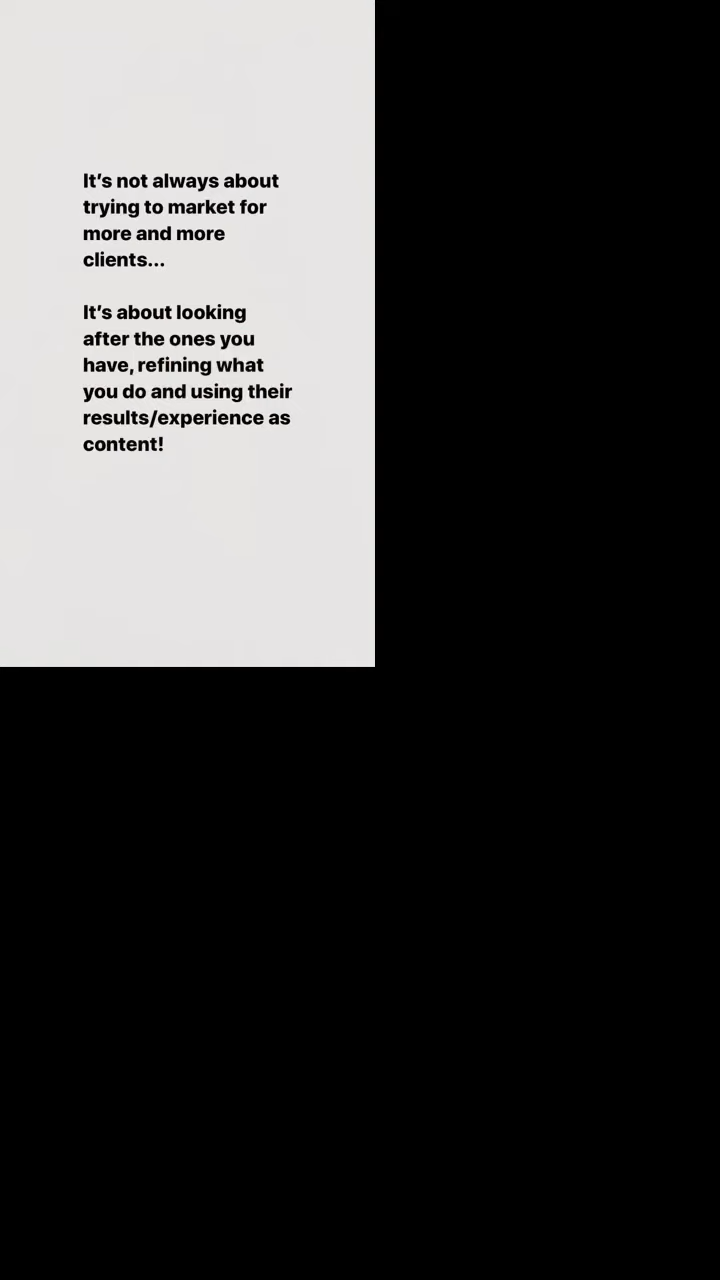 It's not always about
trying to market for
more and more
clients...
It's about looking
after the ones you
have, refining what
you do and using their
results/experience as
content!